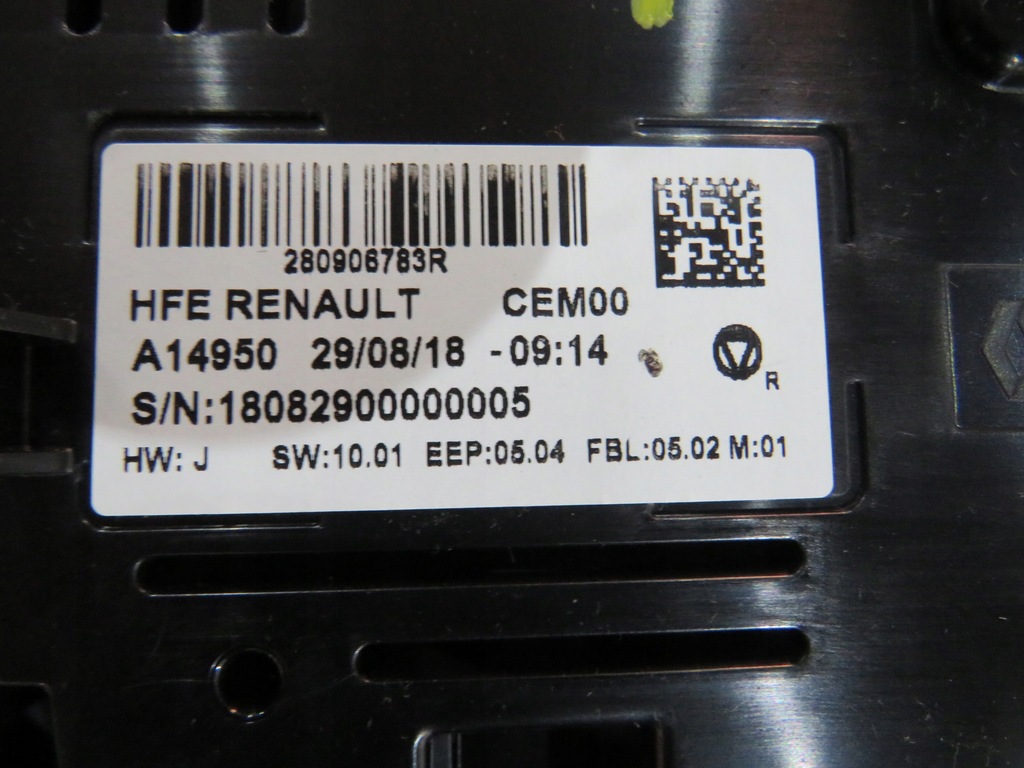 280906783R
HFE RENAULT CEM00
A14950 29/08/18 - 09:14
R
S/N:18082900000005
HW: J SW:10.01 EEP:05.04 FBL:05.02 M:01